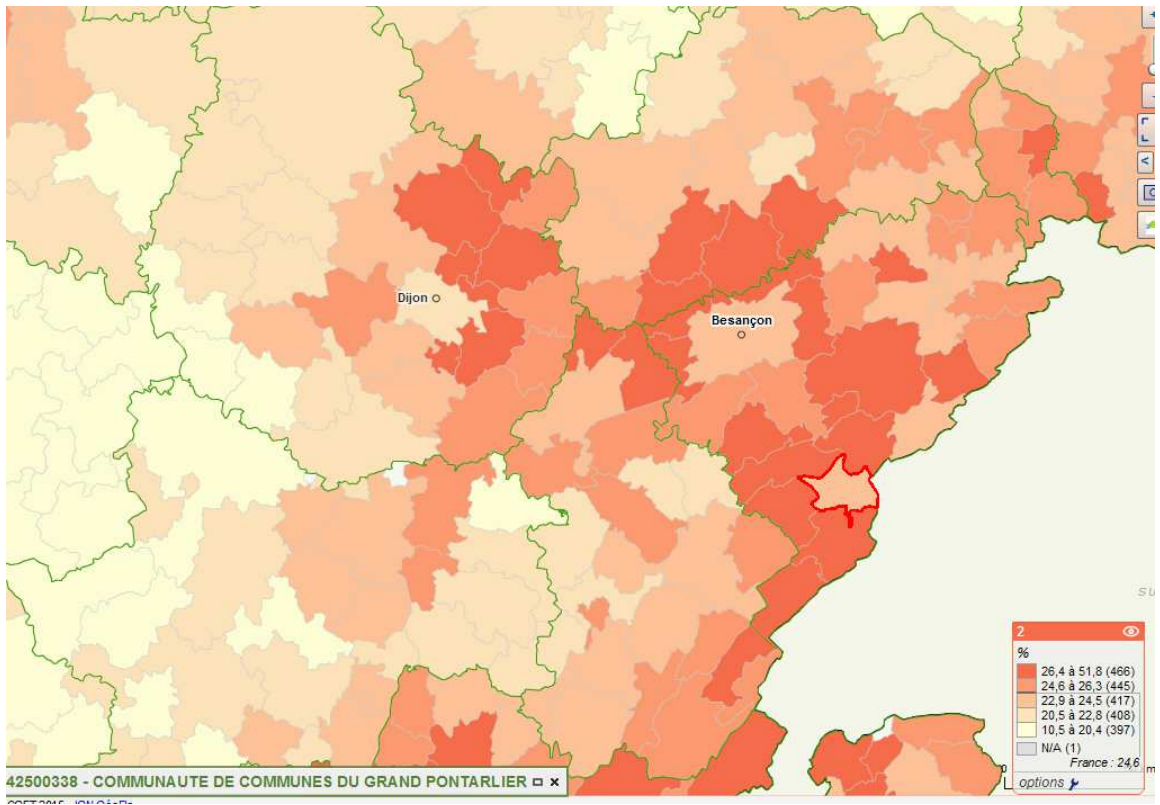 Dijon
Besançon
su
2
%
26,4 à 51,8 (466)
24,6 à 26,3 (445)
22,9 à 24,5 (417)
20,5 à 22,8 (408)
10,5 à 20,4 (397)
N/A (1)
France : 24,6
0 m
options
42500338 - COMMUNAUTE DE COMMUNES DU GRAND PONTARLIER